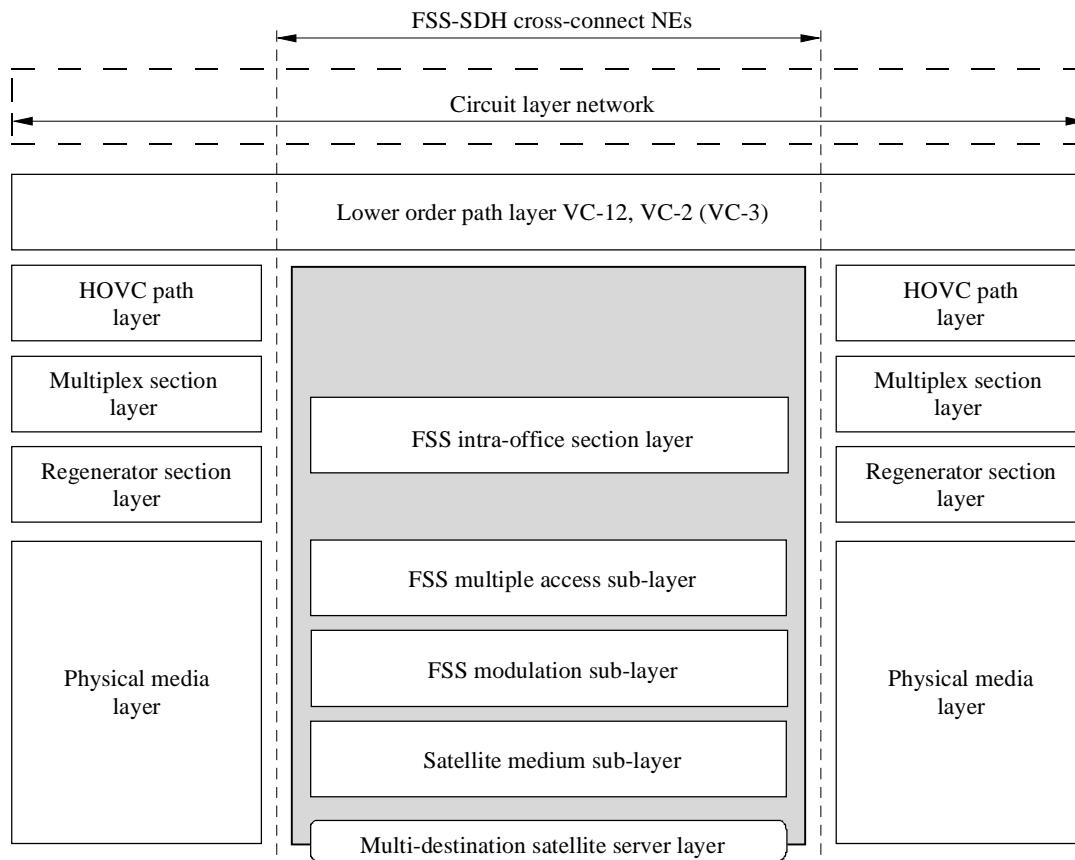 FSS-SDH cross-connect NEs
Circuit layer network
Lower order path layer VC-12, VC-2 (VC-3)
HOVC path
layer
Multiplex section
layer
Regenerator section
layer
Physical media
layer
FSS intra-office section layer
FSS multiple access sub-layer
FSS modulation sub-layer
Satellite medium sub-layer
Multi-destination satellite server layer
HOVC path
layer
Multiplex section
layer
Regenerator section
layer
Physical media
layer